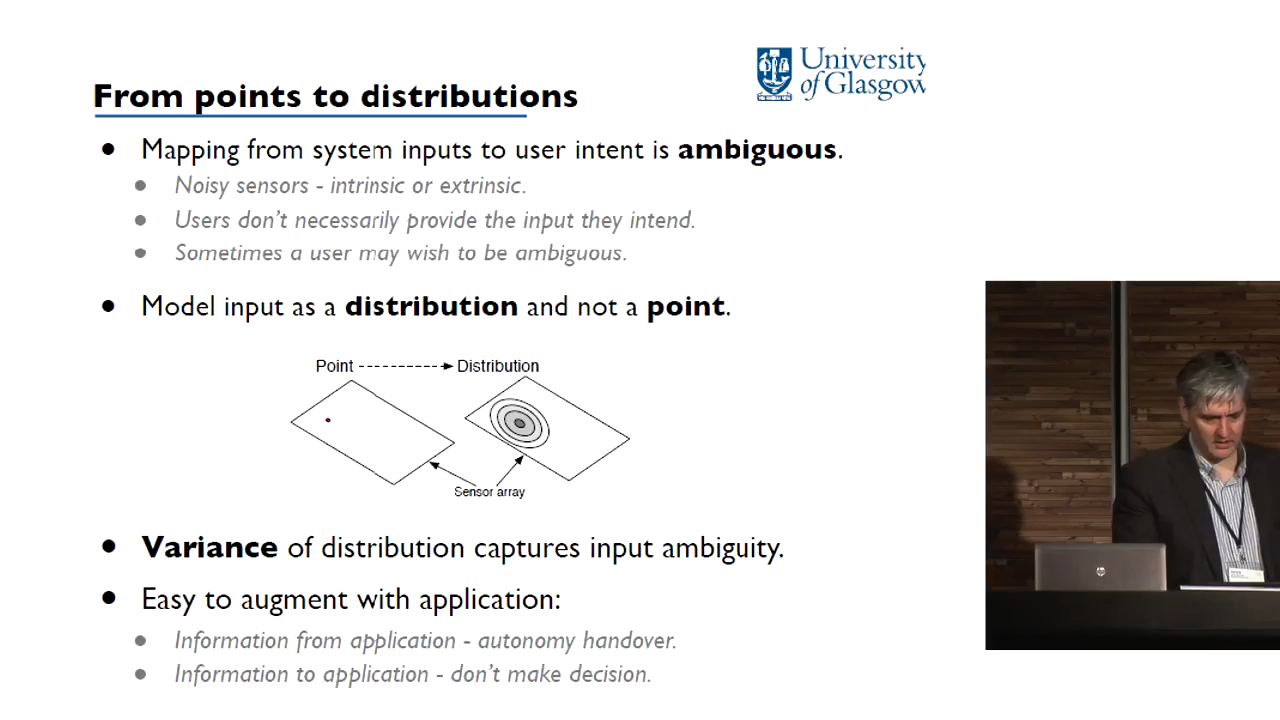 University
of Glasgow
From points to distributions
Mapping from system inputs to user intent is ambiguous.
Noisy sensors - intrinsic or extrinsic.
Users don't necessarily provide the input they intend.
Sometimes a user may wish to be ambiguous.
Model input as a distribution and not a point.
Point
Distribution
Sensor array
Variance of distribution captures input ambiguity.
Easy to augment with application:
Information from application - autonomy handover.
Information to application - don't make decision.
hp